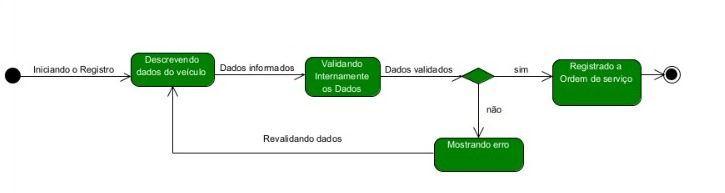 Iniciando o Registro
Descrevendo
dados do veículo
Dados informados
Validando
Internamente
os Dados
Dados validados
sim
Registrado a
Ordem de serviço
não
Mostrando erro
Revalidando dados